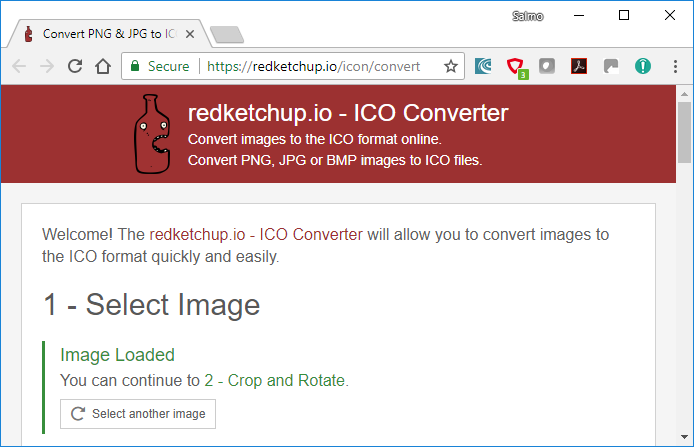 Salmo
Convert PNG & JPG to IC
Secure
https://redketchup.io/icon/convert
3
redketchup.io - ICO Converter
Convert images to the ICO format online.
Convert PNG, JPG or BMP images to ICO files.
Welcome! The redketchup.io - ICO Converter will allow you to convert images to
the ICO format quickly and easily.
1 - Select Image
Image Loaded
You can continue to 2 - Crop and Rotate.
Select another image